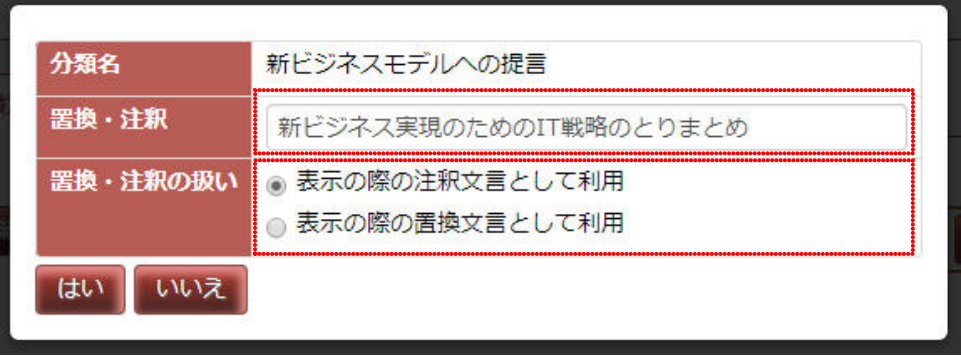 分類名 新ビジネスモデルへの提言
置換・注釈 新ビジネス実現のためのIT戦略のとりまとめ
置換・注釈の扱い 表示の際の注釈文言として利用
表示の際の置換文言として利用
はい いいえ